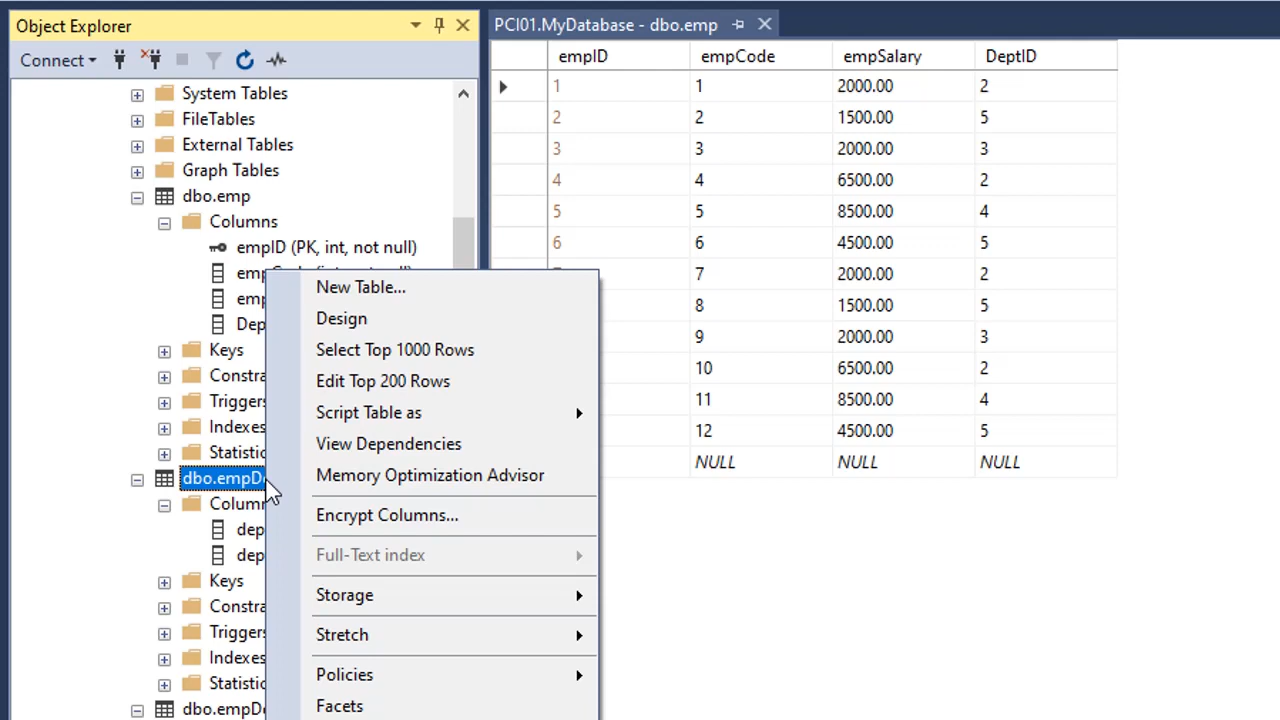 Object Explorer
Connect
System Tables
FileTables
External Tables
Graph Tables
dbo.emp
Columns
empID (PK, int, not null)
Keys
dbo.empD
Keys
dbo.empD
New Table...
Design
Select Top 1000 Rows
Edit Top 200 Rows
Script Table as
View Dependencies
Memory Optimization Advisor
Encrypt Columns...
Full-Text index
Storage
Stretch
Policies
Facets
PCI01.MyDatabase - dbo.emp
empID empCode empSalary DeptID
1 1 2000.00 2
2 2 1500.00 5
3 3 2000.00 3
4 4 6500.00 2
5 5 8500.00 4
6 6 4500.00 5
7 2000.00 2
8 1500.00 5
9 2000.00 3
10 6500.00 2
11 8500.00 4
12 4500.00 5
NULL NULL NULL